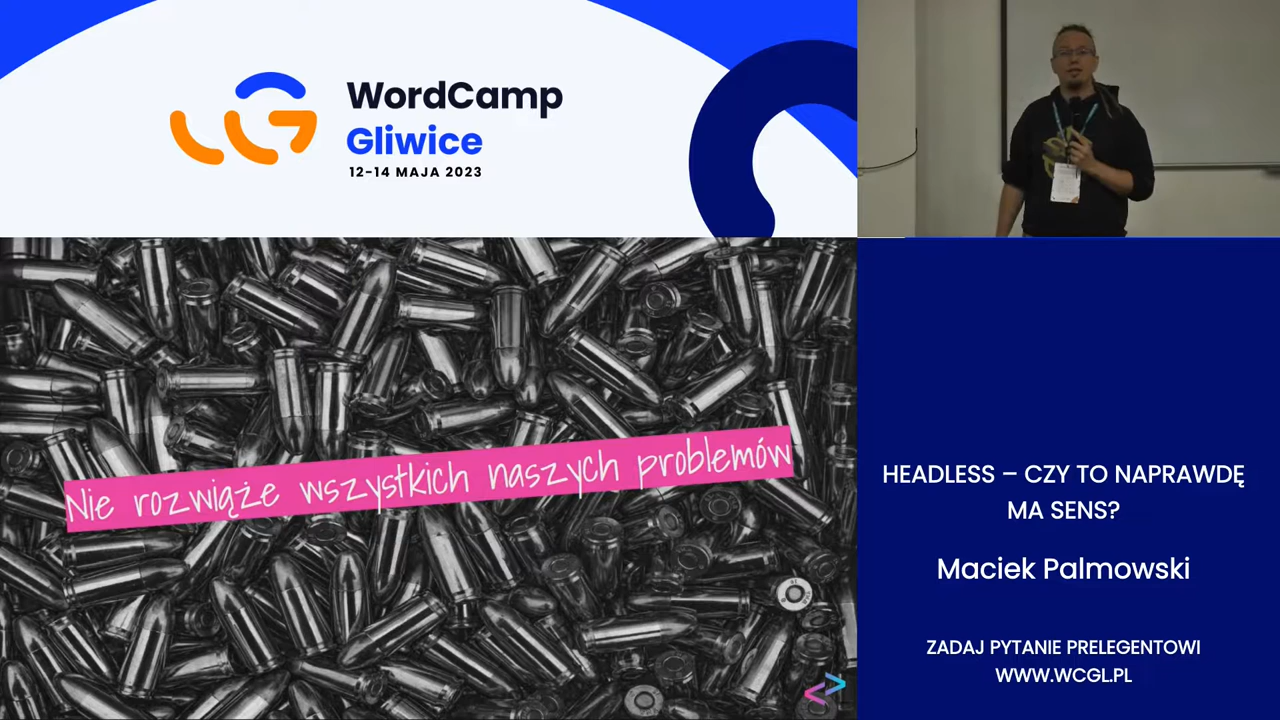 WordCamp
Gliwice
12-14 MAJA 2023
Nie rozwiąże wszystkich naszych problemów
HEADLESS – CZY TO NAPRAWDĘ
MA SENS?
Maciek Palmowski
ZADAJ PYTANIE PRELEGENTOWI
WWW.WCGL.PL